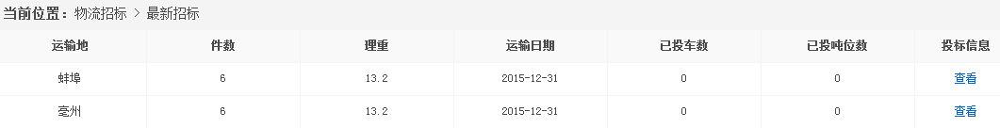 当前位置：物流招标 > 最新招标
运输地 件数 理重 运输日期 已投车数 已投吨位数 投标信息
蚌埠 6 13.2 2015-12-31 0 0 查看
亳州 6 13.2 2015-12-31 0 0 查看